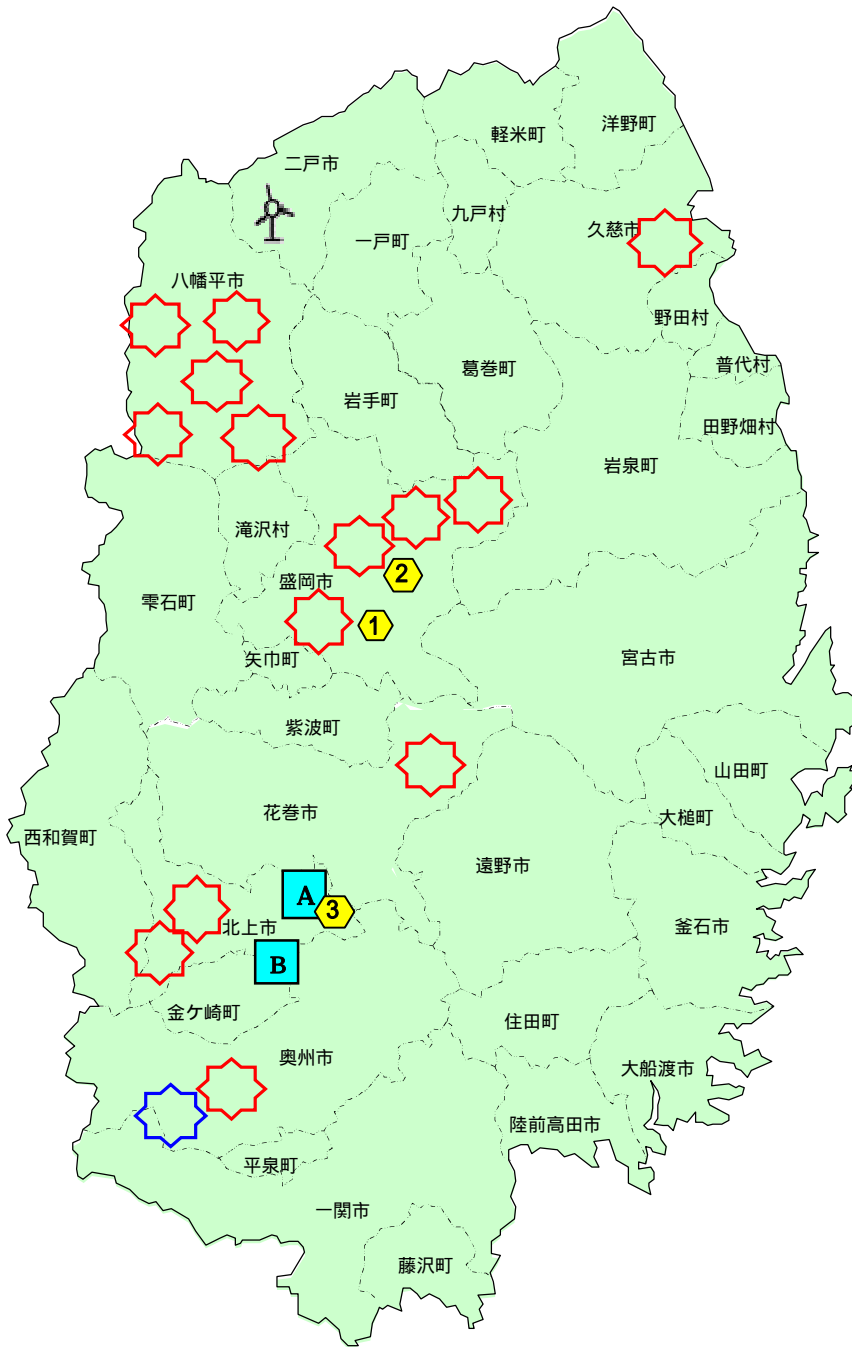 洋野町
軽米町
二戸市
九戸村
久慈市
一戸町
八幡平市
野田村
普代村
葛巻町
岩手町
田野畑村
岩泉町
滝沢村
2
盛岡市
雫石町
1
矢巾町
宮古市
紫波町
山田町
花巻市
大槌町
西和賀町
遠野市
A
3
北上市
釜石市
B
金ケ崎町
住田町
奥州市
大船渡市
陸前高田市
平泉町
一関市
藤沢町